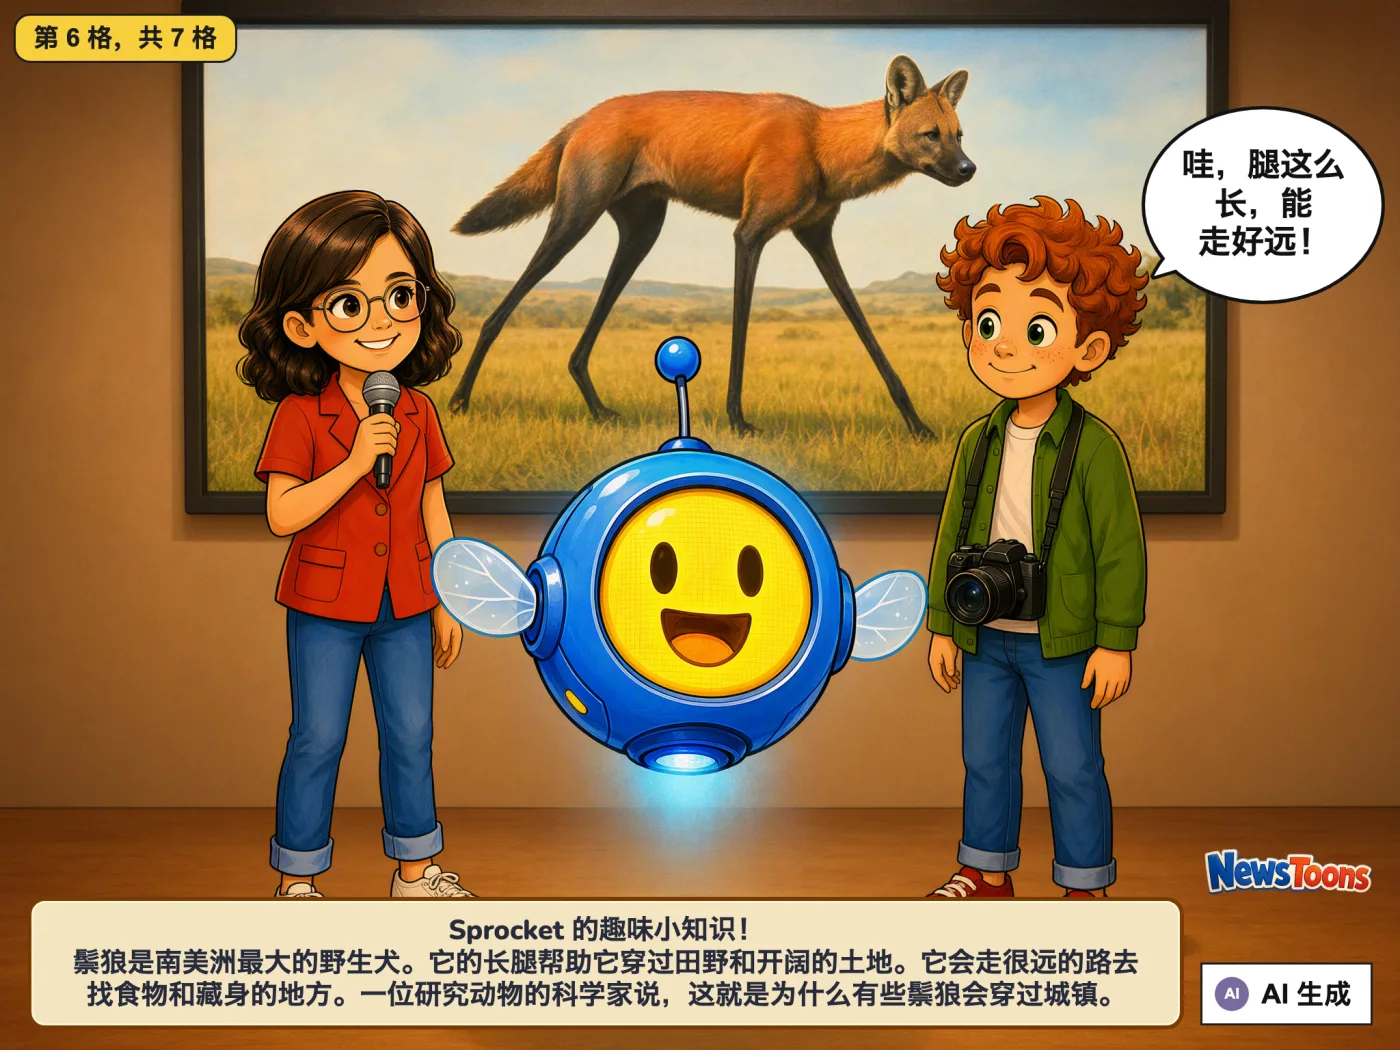 第 6 格，共 7 格
哇，腿这么
长，能
走好远！
NewsToons
Sprocket 的趣味小知识！
鬃狼是南美洲最大的野生犬。它的长腿帮助它穿过田野和开阔的土地。它会走很远的路去
找食物和藏身的地方。一位研究动物的科学家说，这就是为什么有些鬃狼会穿过城镇。
AI AI 生成